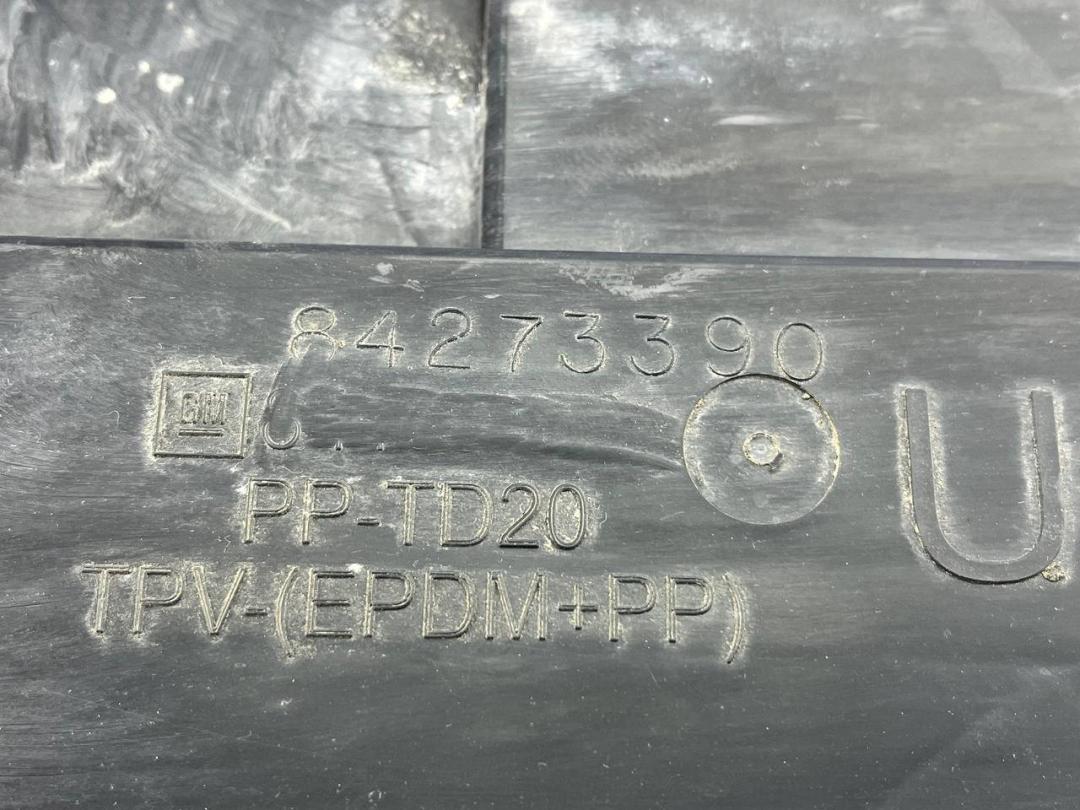 84273390
GM
PP-TD20
TPV-(EPDM+PP)
U